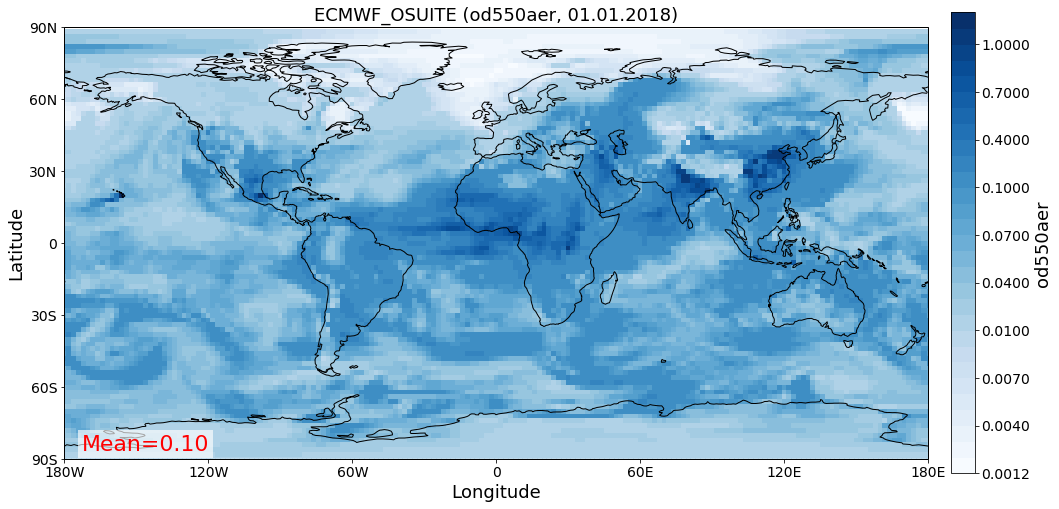 ECMWF_OSUITE (od550aer, 01.01.2018)
90N
60N
30N
0
30S
60S
90S
Latitude
Mean=0.10
180W
120W
60W
0
60E
120E
180E
Longitude
1.0000
0.7000
0.4000
0.1000
0.0700
0.0400
0.0100
0.0070
0.0040
0.0012
od550aer